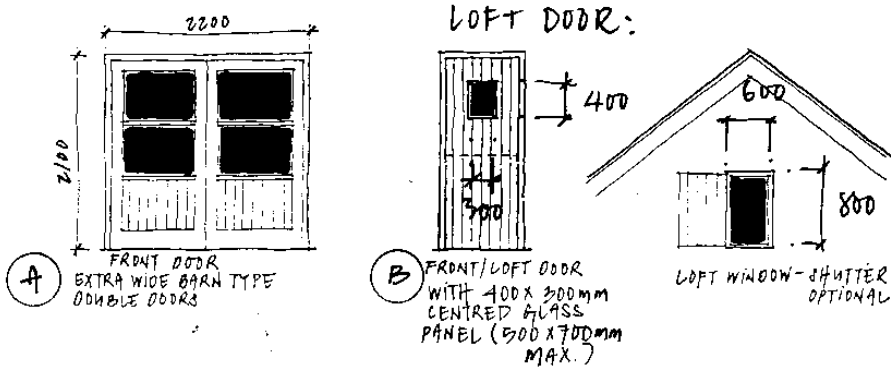 LOFT DOOR:
2200
2100
400
300
600
800
A
FRONT DOOR
EXTRA WIDE BARN TYPE
DOUBLE DOORS
B
FRONT/LOFT DOOR
WITH 400 X 300mm
CENTRED GLASS
PANEL (500 X 700mm
MAX.)
LOFT WINDOW - SHUTTER
OPTIONAL